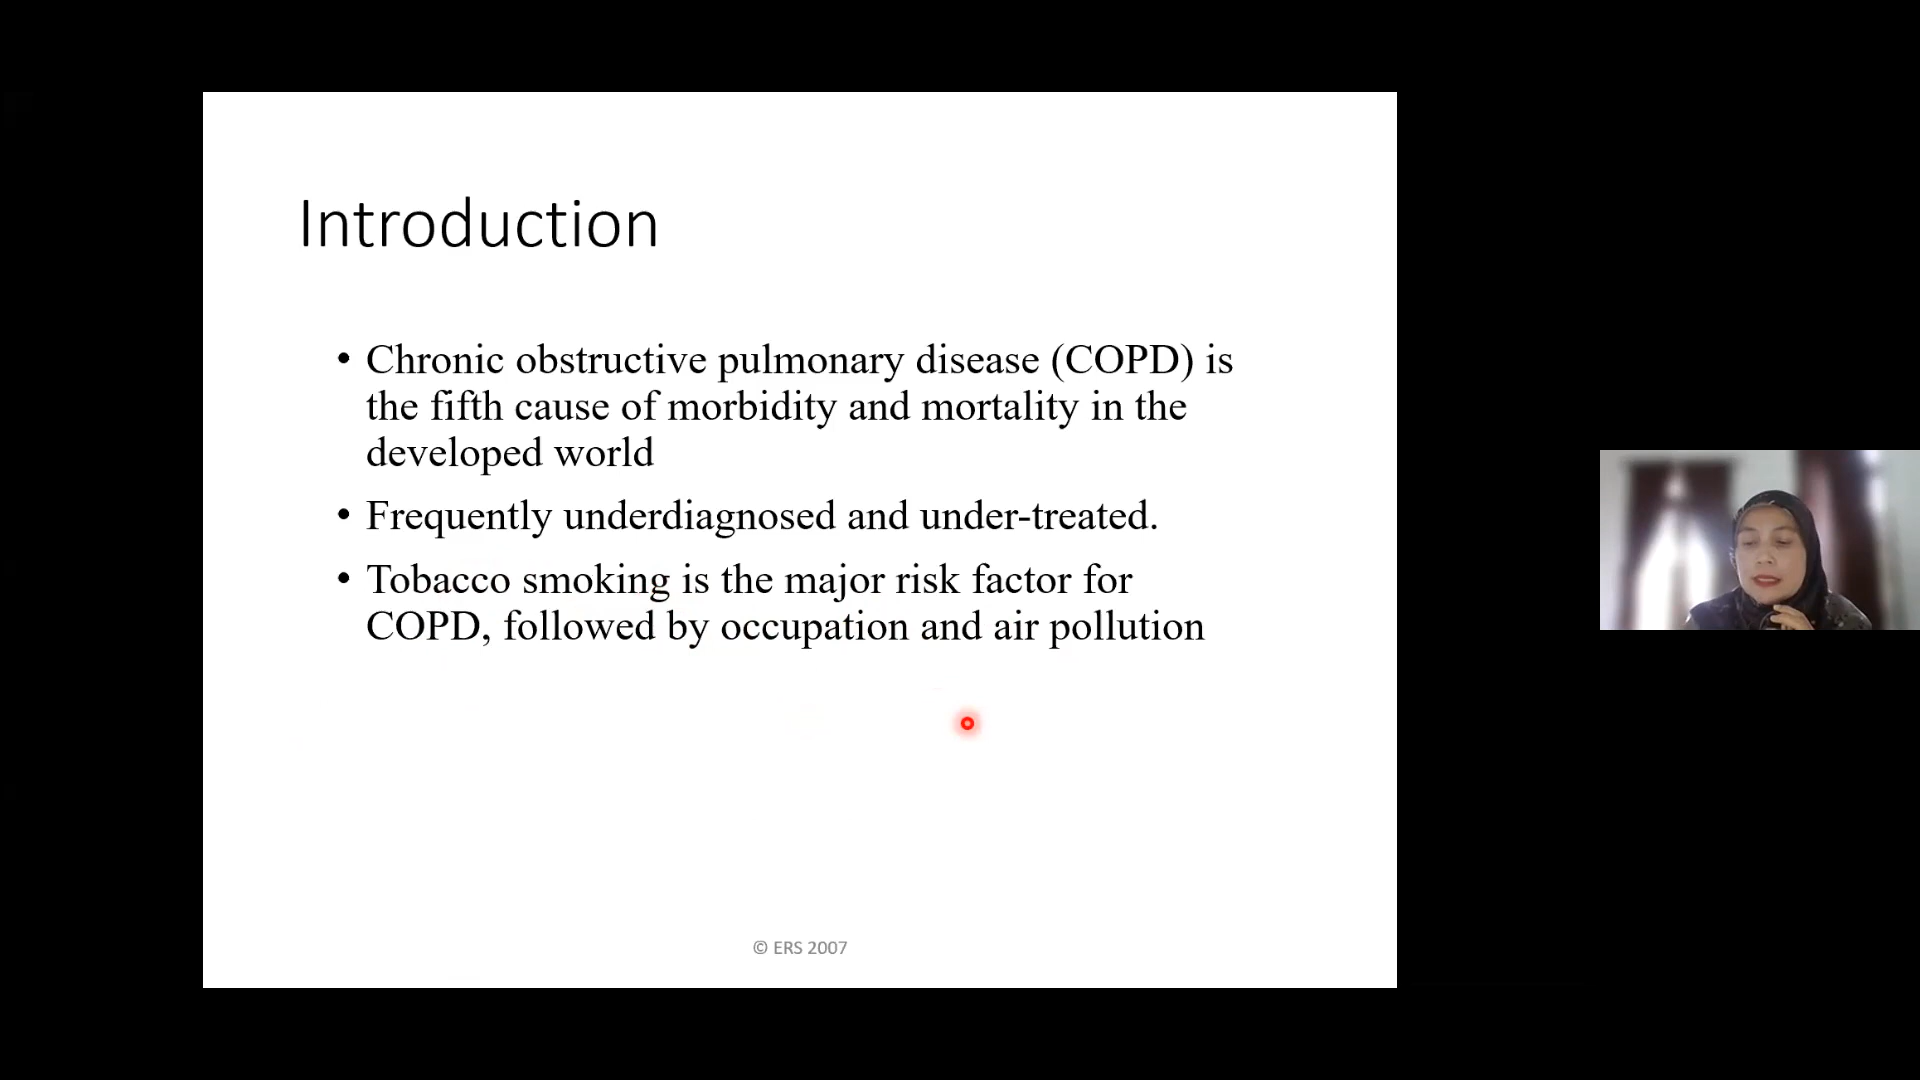 Introduction
• Chronic obstructive pulmonary disease (COPD) is
the fifth cause of morbidity and mortality in the
developed world
• Frequently underdiagnosed and under-treated.
• Tobacco smoking is the major risk factor for
COPD, followed by occupation and air pollution
© ERS 2007